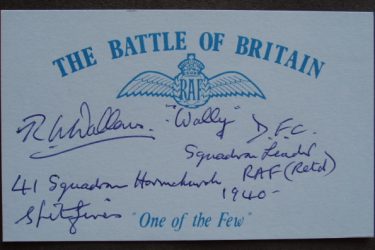 THE BATTLE OF BRITAIN
RAF
"Wally" D.F.C.
Squadron Leader
RAF (Retd)
41 Squadron Hornchurch 1940-
Spitfires
"One of the Few"